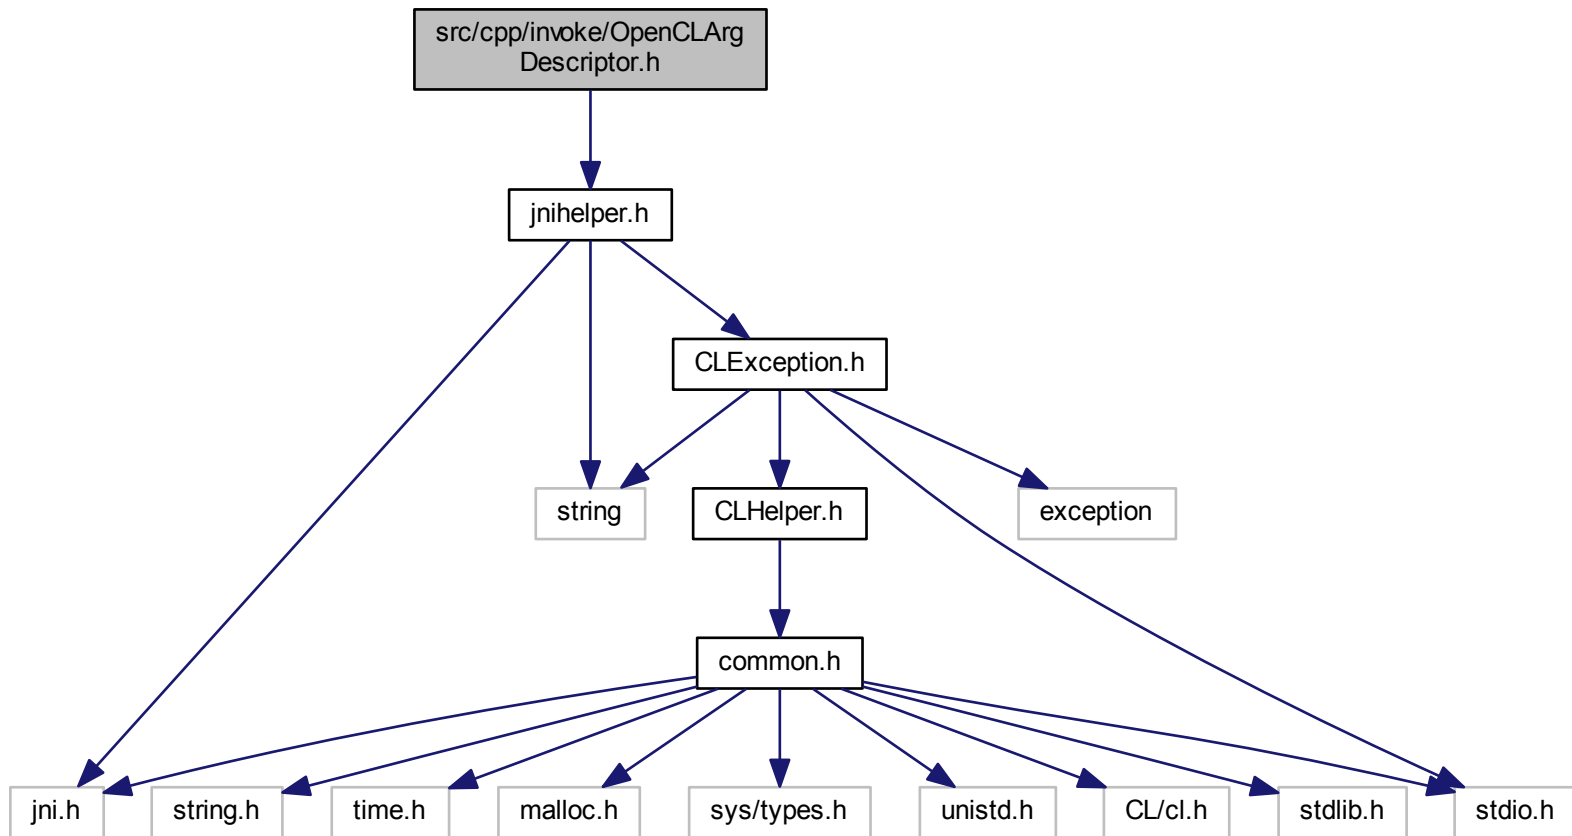 src/cpp/invoke/OpenCLArg
Descriptor.h
jnihelper.h
CLException.h
string
CLHelper.h
exception
common.h
jni.h
string.h
time.h
malloc.h
sys/types.h
unistd.h
CL/cl.h
stdlib.h
stdio.h